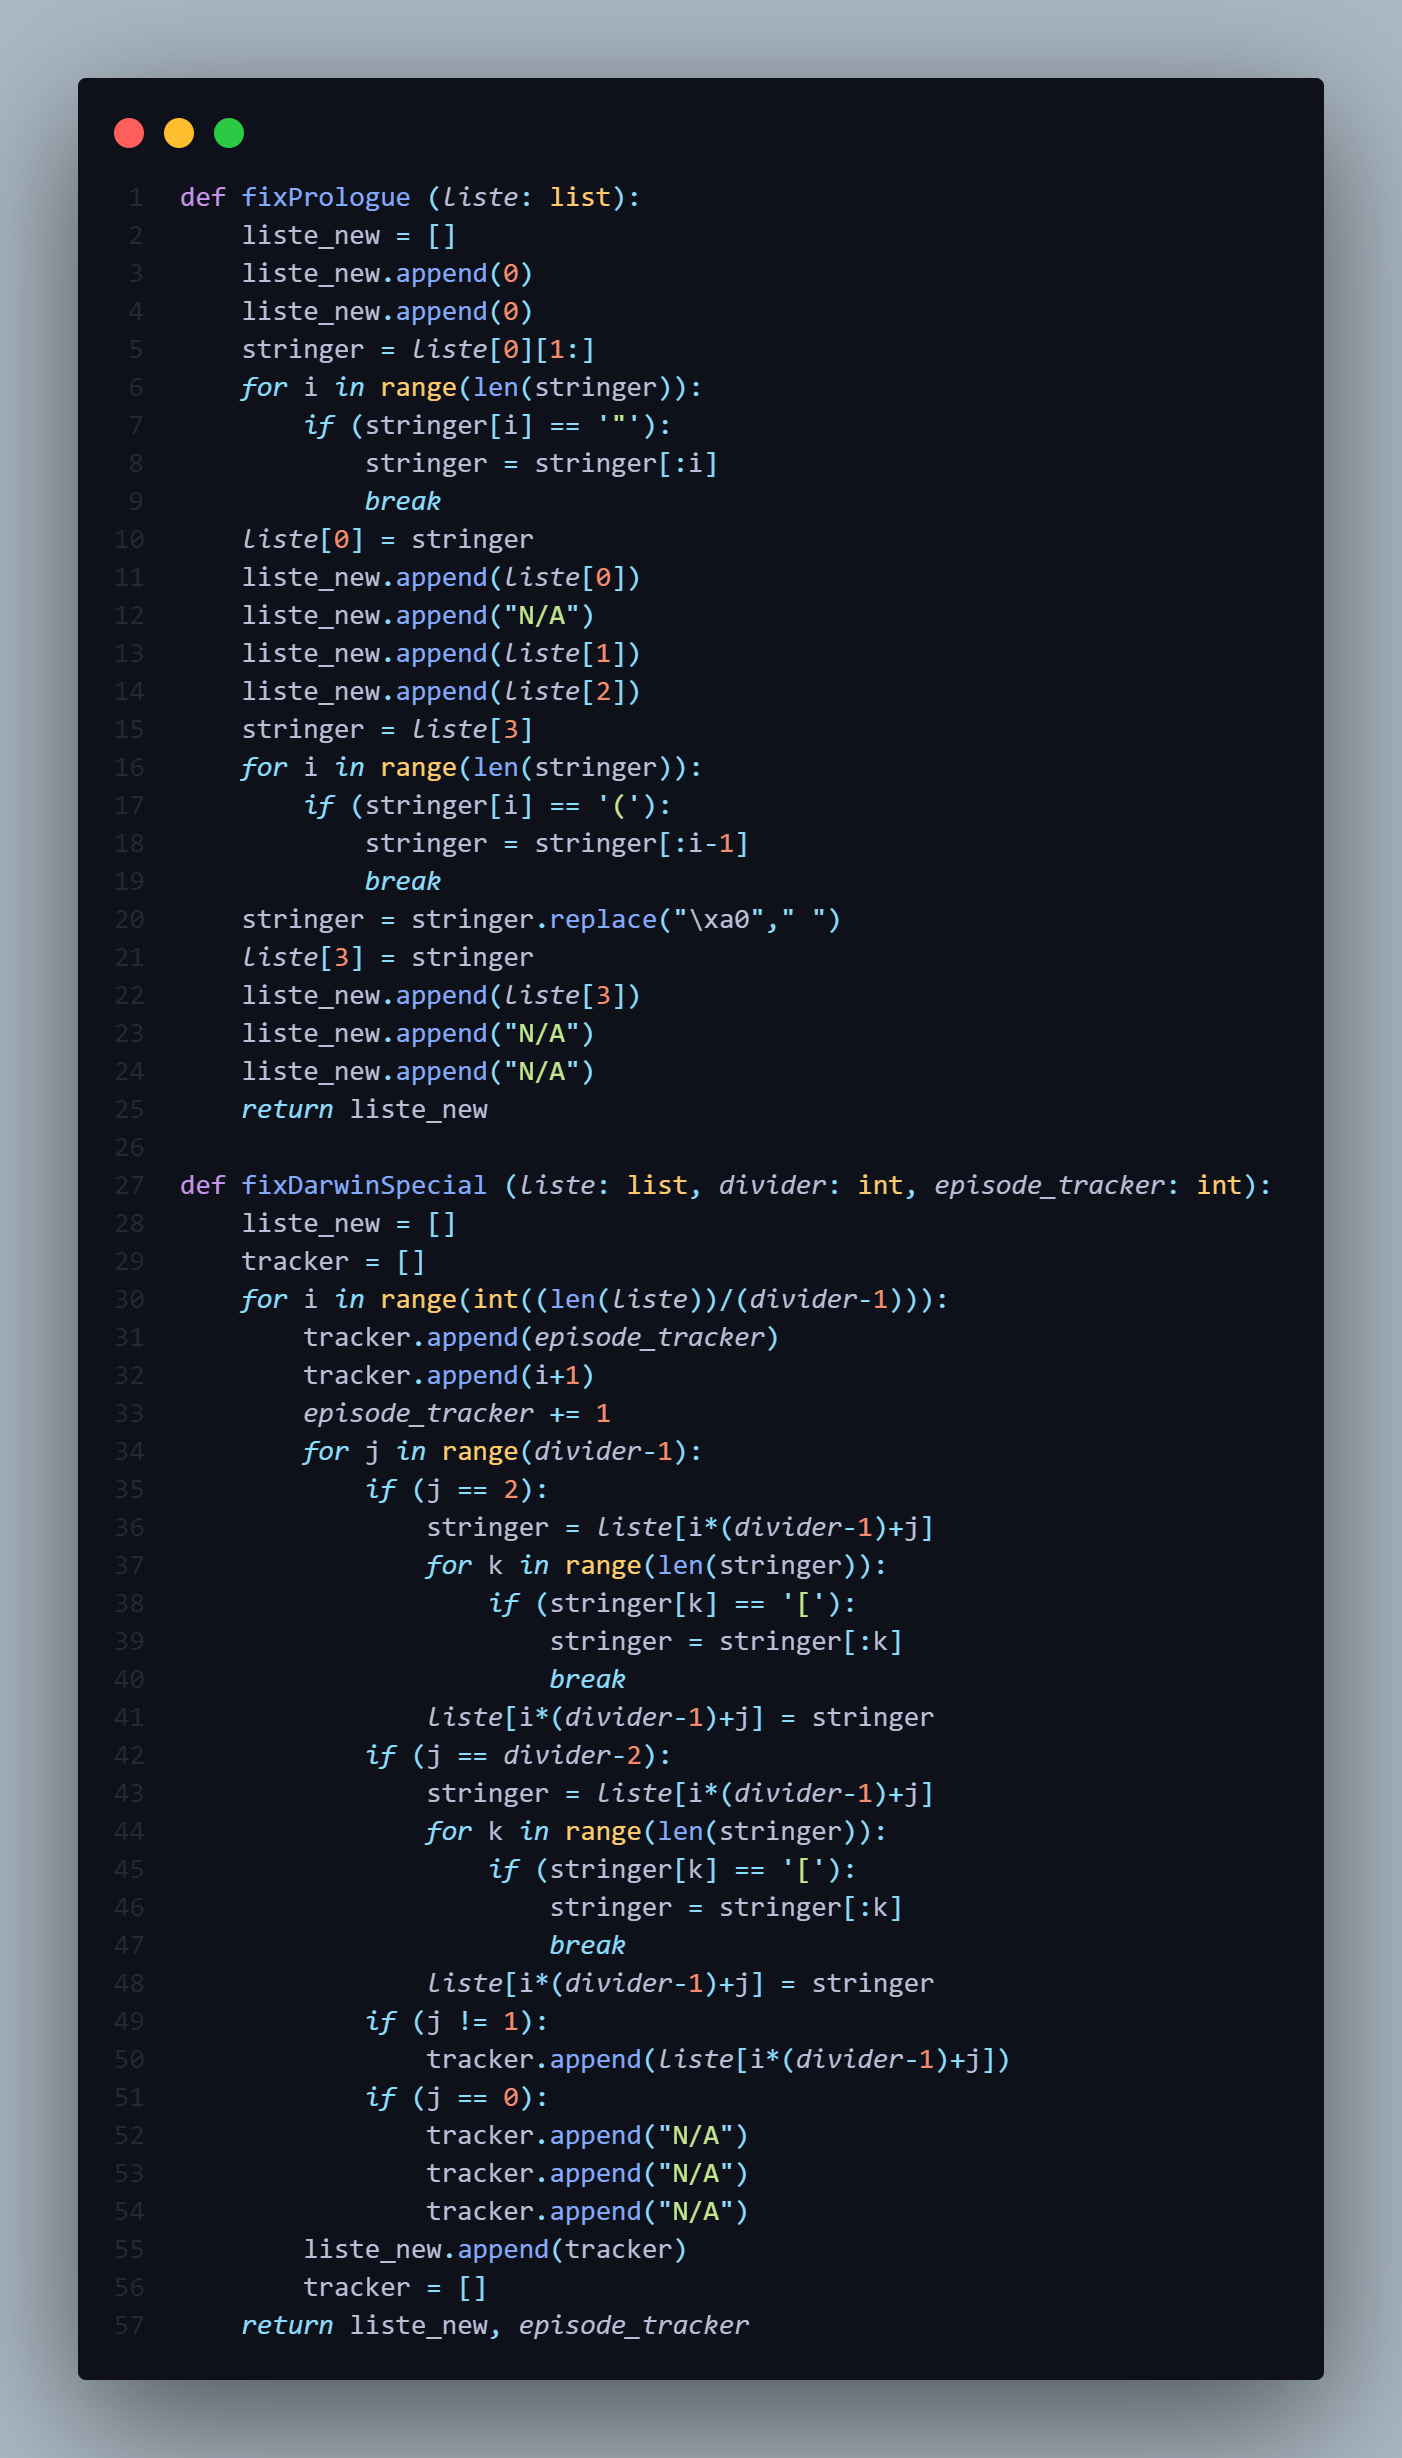 1 def fixPrologue (liste: list):
2     liste_new = []
3     liste_new.append(0)
4     liste_new.append(0)
5     stringer = liste[0][1:]
6     for i in range(len(stringer)):
7         if (stringer[i] == '"'):
8             stringer = stringer[:i]
9             break
10     liste[0] = stringer
11     liste_new.append(liste[0])
12     liste_new.append("N/A")
13     liste_new.append(liste[1])
14     liste_new.append(liste[2])
15     stringer = liste[3]
16     for i in range(len(stringer)):
17         if (stringer[i] == '('):
18             stringer = stringer[:i-1]
19             break
20     stringer = stringer.replace("\xa0"," ")
21     liste[3] = stringer
22     liste_new.append(liste[3])
23     liste_new.append("N/A")
24     liste_new.append("N/A")
25     return liste_new
26
27 def fixDarwinSpecial (liste: list, divider: int, episode_tracker: int):
28     liste_new = []
29     tracker = []
30     for i in range(int((len(liste))/(divider-1))):
31         tracker.append(episode_tracker)
32         tracker.append(i+1)
33         episode_tracker += 1
34         for j in range(divider-1):
35             if (j == 2):
36                 stringer = liste[i*(divider-1)+j]
37                 for k in range(len(stringer)):
38                     if (stringer[k] == '['):
39                         stringer = stringer[:k]
40                         break
41                 liste[i*(divider-1)+j] = stringer
42             if (j == divider-2):
43                 stringer = liste[i*(divider-1)+j]
44                 for k in range(len(stringer)):
45                     if (stringer[k] == '['):
46                         stringer = stringer[:k]
47                         break
48                 liste[i*(divider-1)+j] = stringer
49             if (j != 1):
50                 tracker.append(liste[i*(divider-1)+j])
51             if (j == 0):
52                 tracker.append("N/A")
53                 tracker.append("N/A")
54                 tracker.append("N/A")
55         liste_new.append(tracker)
56         tracker = []
57     return liste_new, episode_tracker